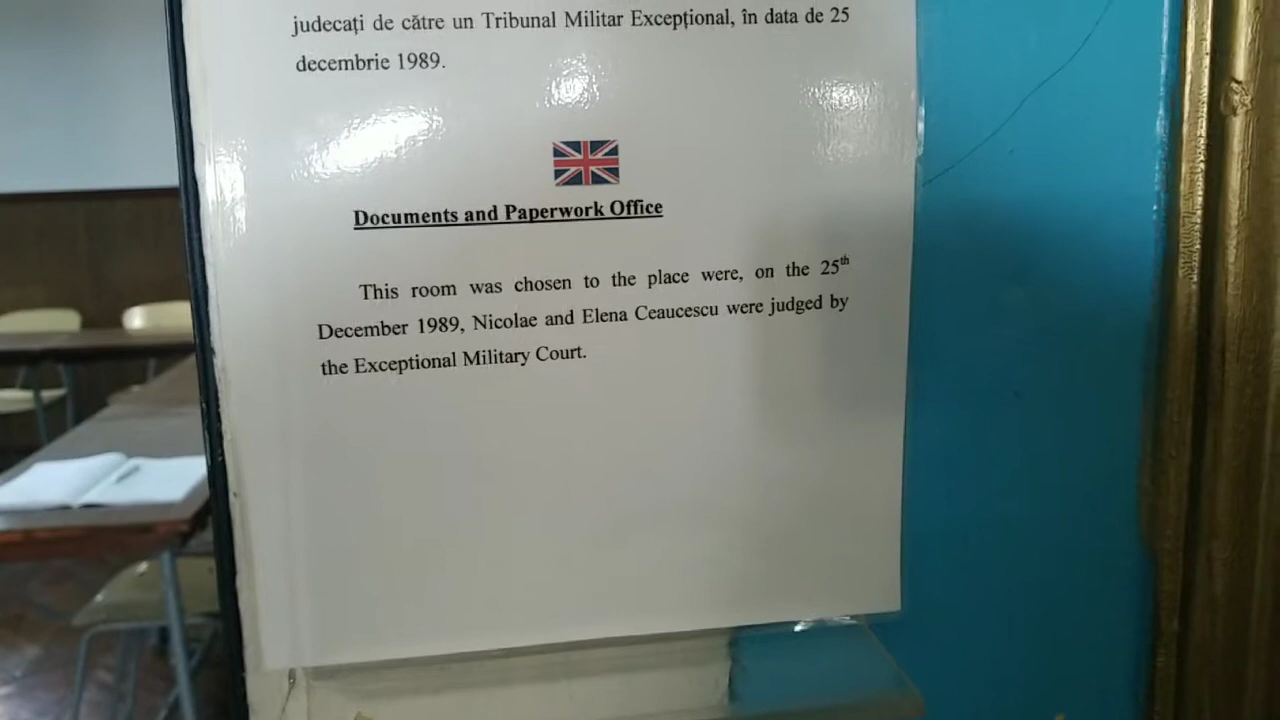 judecați de către un Tribunal Militar Excepțional, în data de 25
decembrie 1989.
Documents and Paperwork Office
This room was chosen to the place were, on the 25th
December 1989, Nicolae and Elena Ceaucescu were judged by
the Exceptional Military Court.